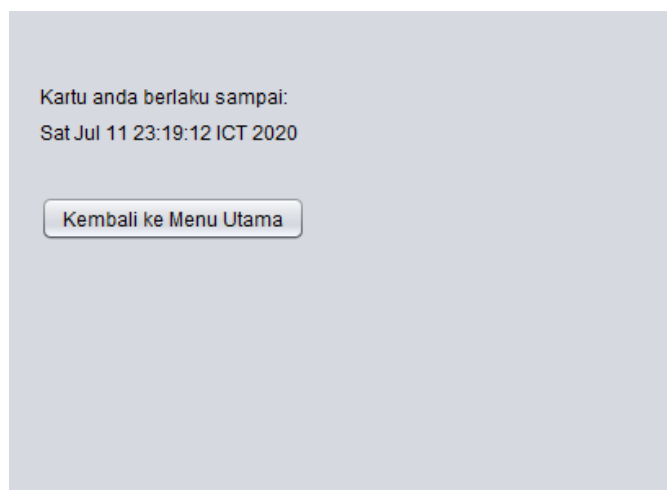 Kartu anda berlaku sampai:
Sat Jul 11 23:19:12 ICT 2020
Kembali ke Menu Utama